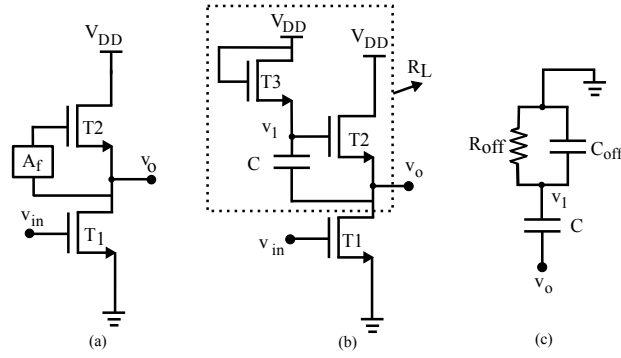 V_DD
T2
A_f
v_o
v_in
T1
(a)
V_DD
V_DD
R_L
T3
v_1
T2
C
v_o
v_in
T1
(b)
R_off
C_off
v_1
C
v_o
(c)